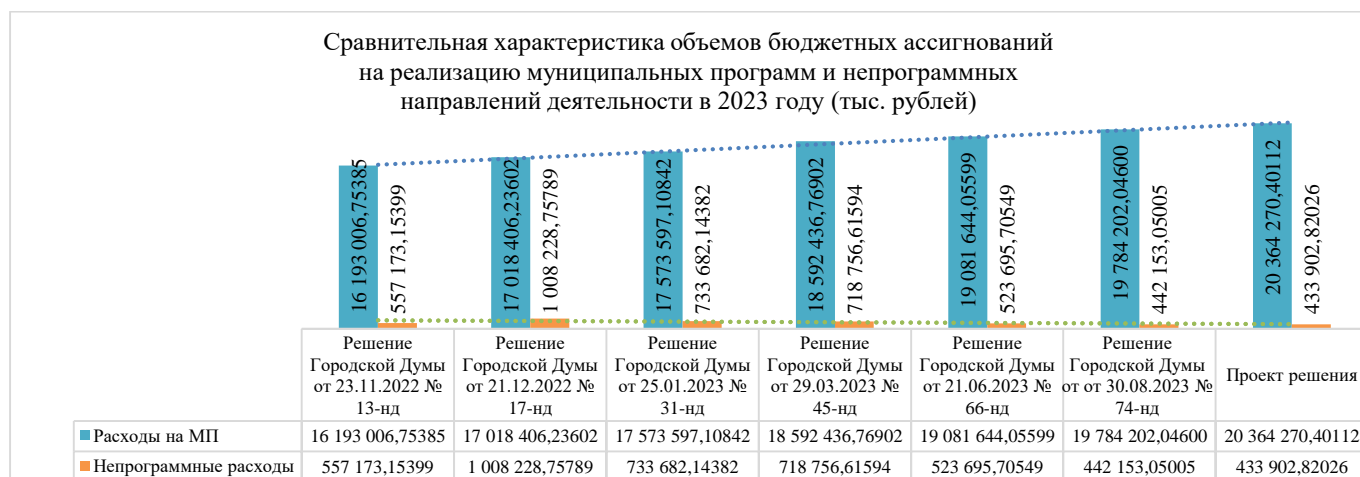 Сравнительная характеристика объемов бюджетных ассигнований
на реализацию муниципальных программ и непрограммных
направлений деятельности в 2023 году (тыс. рублей)
16 193 006,75385
557 173,15399
17 018 406,23602
1 008 228,75789
17 573 597,10842
733 682,14382
18 592 436,76902
718 756,61594
19 081 644,05599
523 695,70549
19 784 202,04600
442 153,05005
20 364 270,40112
433 902,82026
Решение
Городской Думы
от 23.11.2022 №
13-нд
Решение
Городской Думы
от 21.12.2022 №
17-нд
Решение
Городской Думы
от 25.01.2023 №
31-нд
Решение
Городской Думы
от 29.03.2023 №
45-нд
Решение
Городской Думы
от 21.06.2023 №
66-нд
Решение
Городской Думы
от от 30.08.2023 №
74-нд
Проект решения
Расходы на МП 16 193 006,75385 17 018 406,23602 17 573 597,10842 18 592 436,76902 19 081 644,05599 19 784 202,04600 20 364 270,40112
Непрограммные расходы 557 173,15399 1 008 228,75789 733 682,14382 718 756,61594 523 695,70549 442 153,05005 433 902,82026